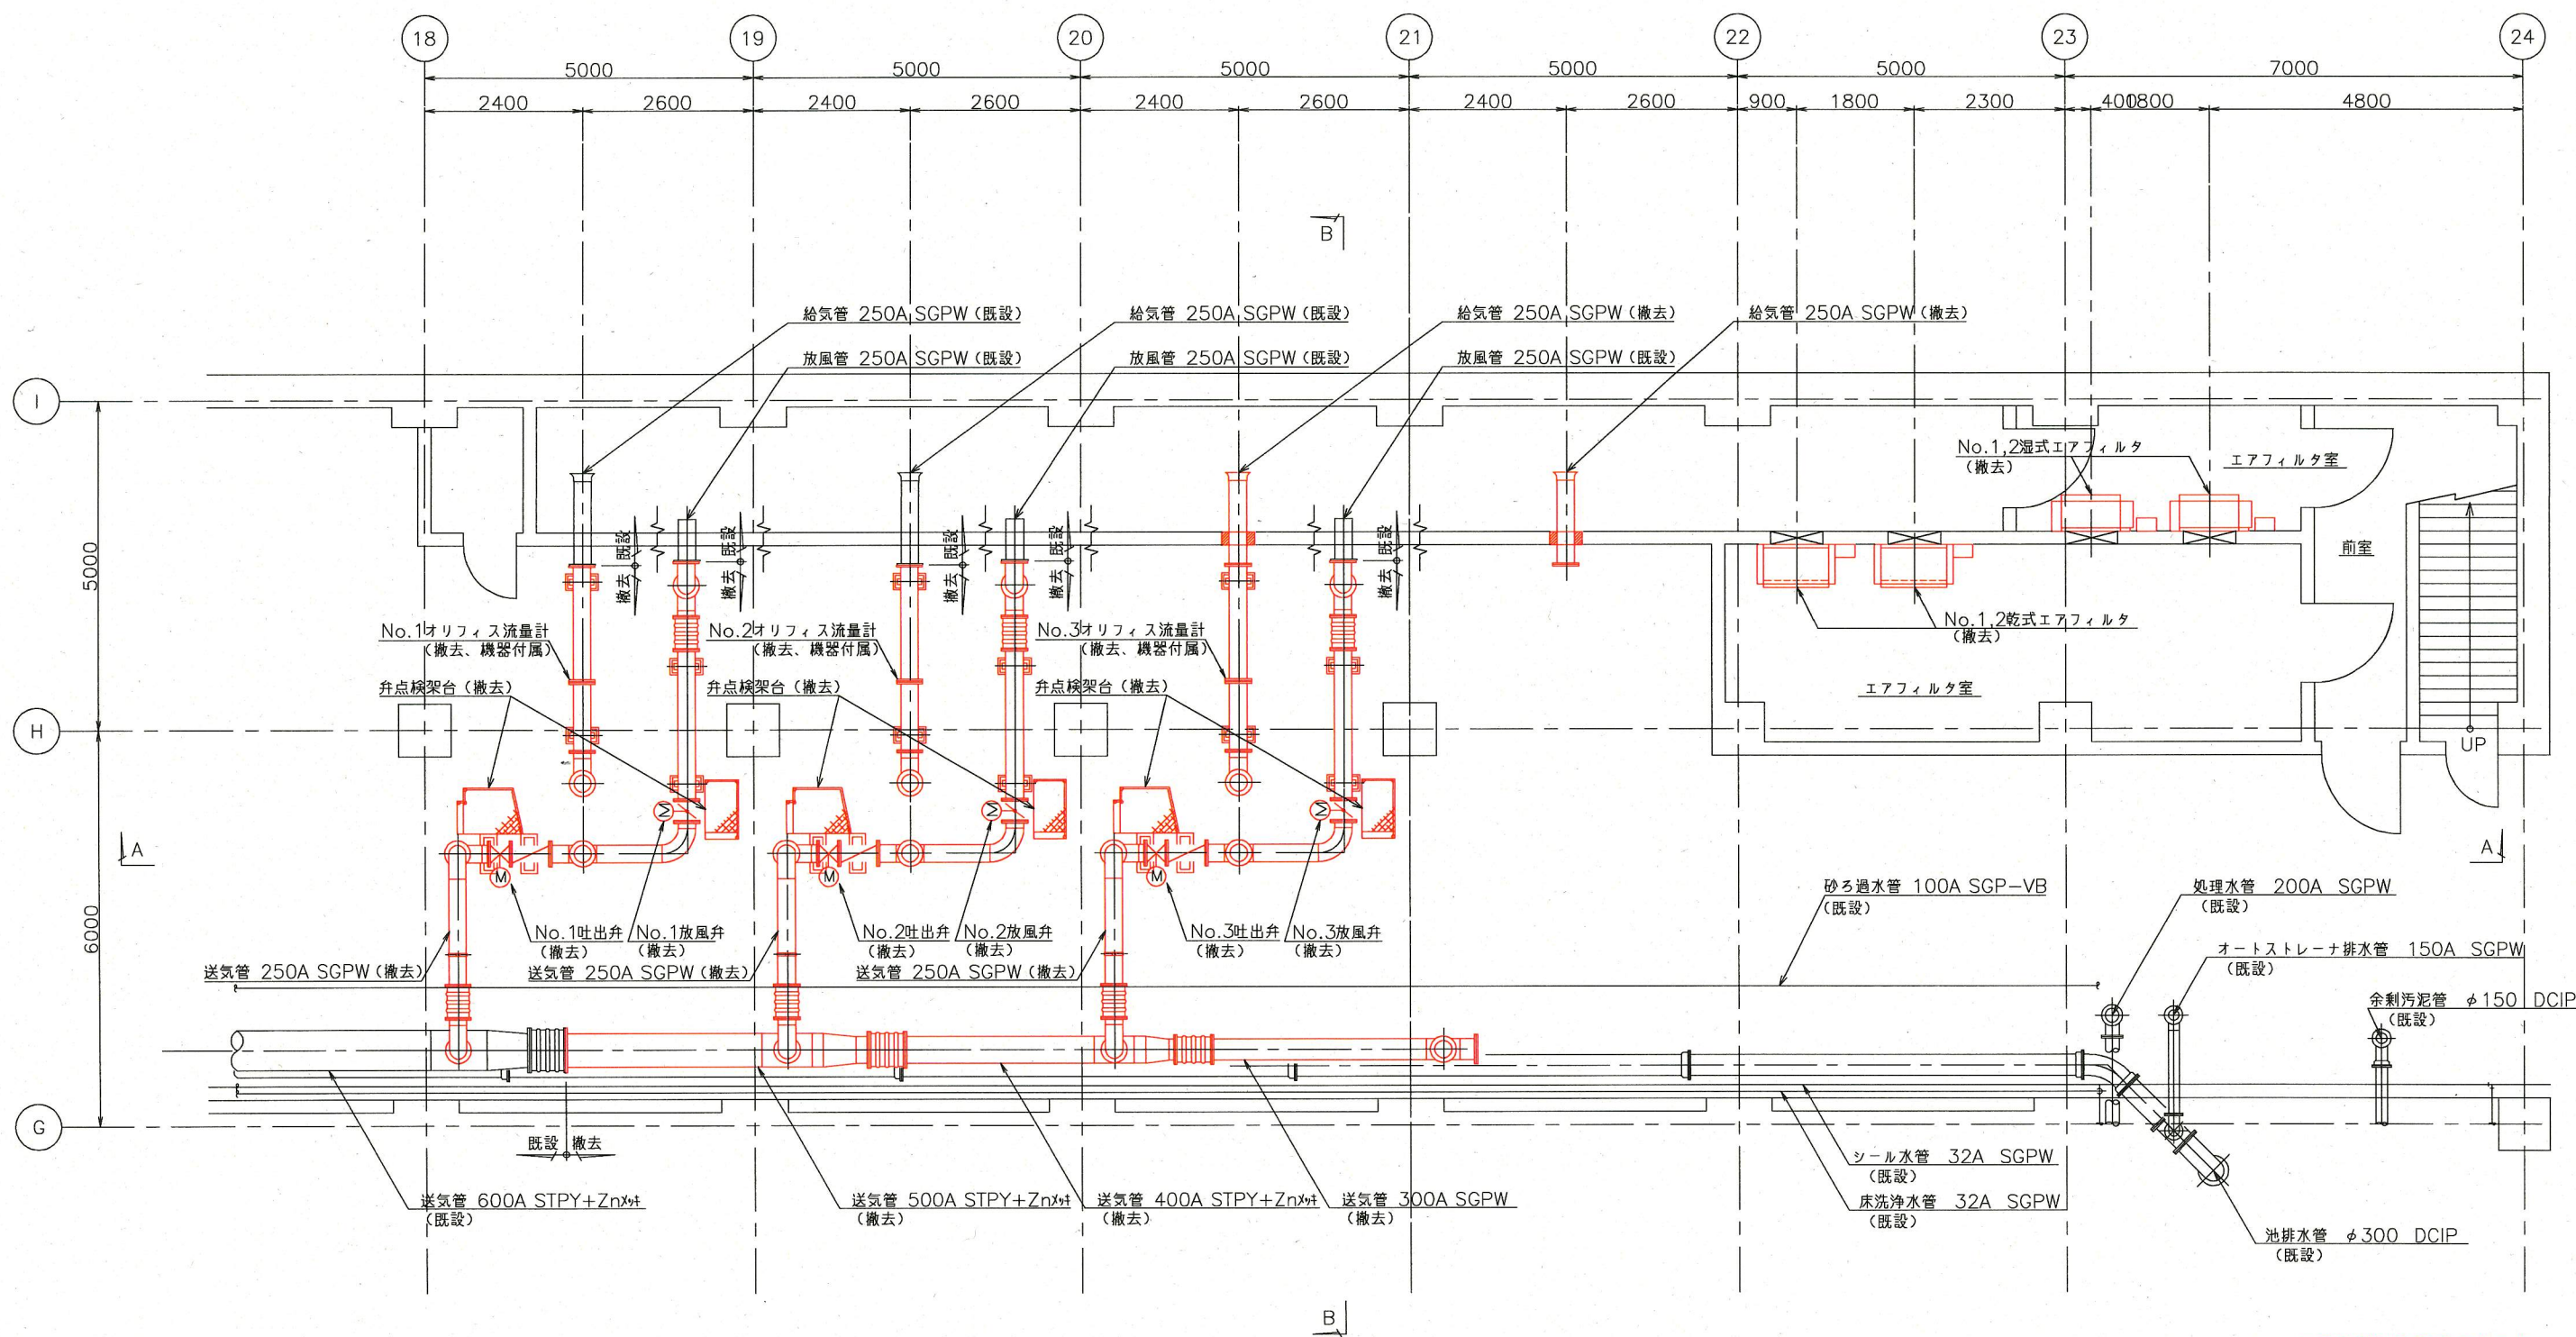 18
19
20
21
22
23
24
5000
5000
5000
5000
5000
7000
2400
2600
2400
2600
2400
2600
2400
2600
900
1800
2300
400
1800
4800
B
給気管 250A SGPW（既設）
給気管 250A SGPW（既設）
給気管 250A SGPW（撤去）
給気管 250A SGPW（撤去）
放風管 250A SGPW（既設）
放風管 250A SGPW（既設）
放風管 250A SGPW（既設）
I
No.1,2湿式エアフィルタ
（撤去）
エアフィルタ室
既設
撤去
既設
撤去
既設
撤去
既設
撤去
既設
撤去
前室
5000
No.1オリフィス流量計
（撤去、機器付属）
No.2オリフィス流量計
（撤去、機器付属）
No.3オリフィス流量計
（撤去、機器付属）
No.1,2乾式エアフィルタ
（撤去）
弁点検架台（撤去）
弁点検架台（撤去）
弁点検架台（撤去）
エアフィルタ室
H
UP
M
M
M
A
A
M
M
M
6000
砂ろ過水管 100A SGP-VB
（既設）
処理水管 200A SGPW
（既設）
No.1吐出弁
（撤去）
No.1放風弁
（撤去）
No.2吐出弁
（撤去）
No.2放風弁
（撤去）
No.3吐出弁
（撤去）
No.3放風弁
（撤去）
オートストレーナ排水管 150A SGPW
（既設）
送気管 250A SGPW（撤去）
送気管 250A SGPW（撤去）
送気管 250A SGPW（撤去）
余剰汚泥管 φ150 DCIP
（既設）
G
既設 撤去
シール水管 32A SGPW
（既設）
送気管 600A STPY+Znメッキ
（既設）
送気管 500A STPY+Znメッキ
（撤去）
送気管 400A STPY+Znメッキ
（撤去）
送気管 300A SGPW
（撤去）
床洗浄水管 32A SGPW
（既設）
池排水管 φ300 DCIP
（既設）
B